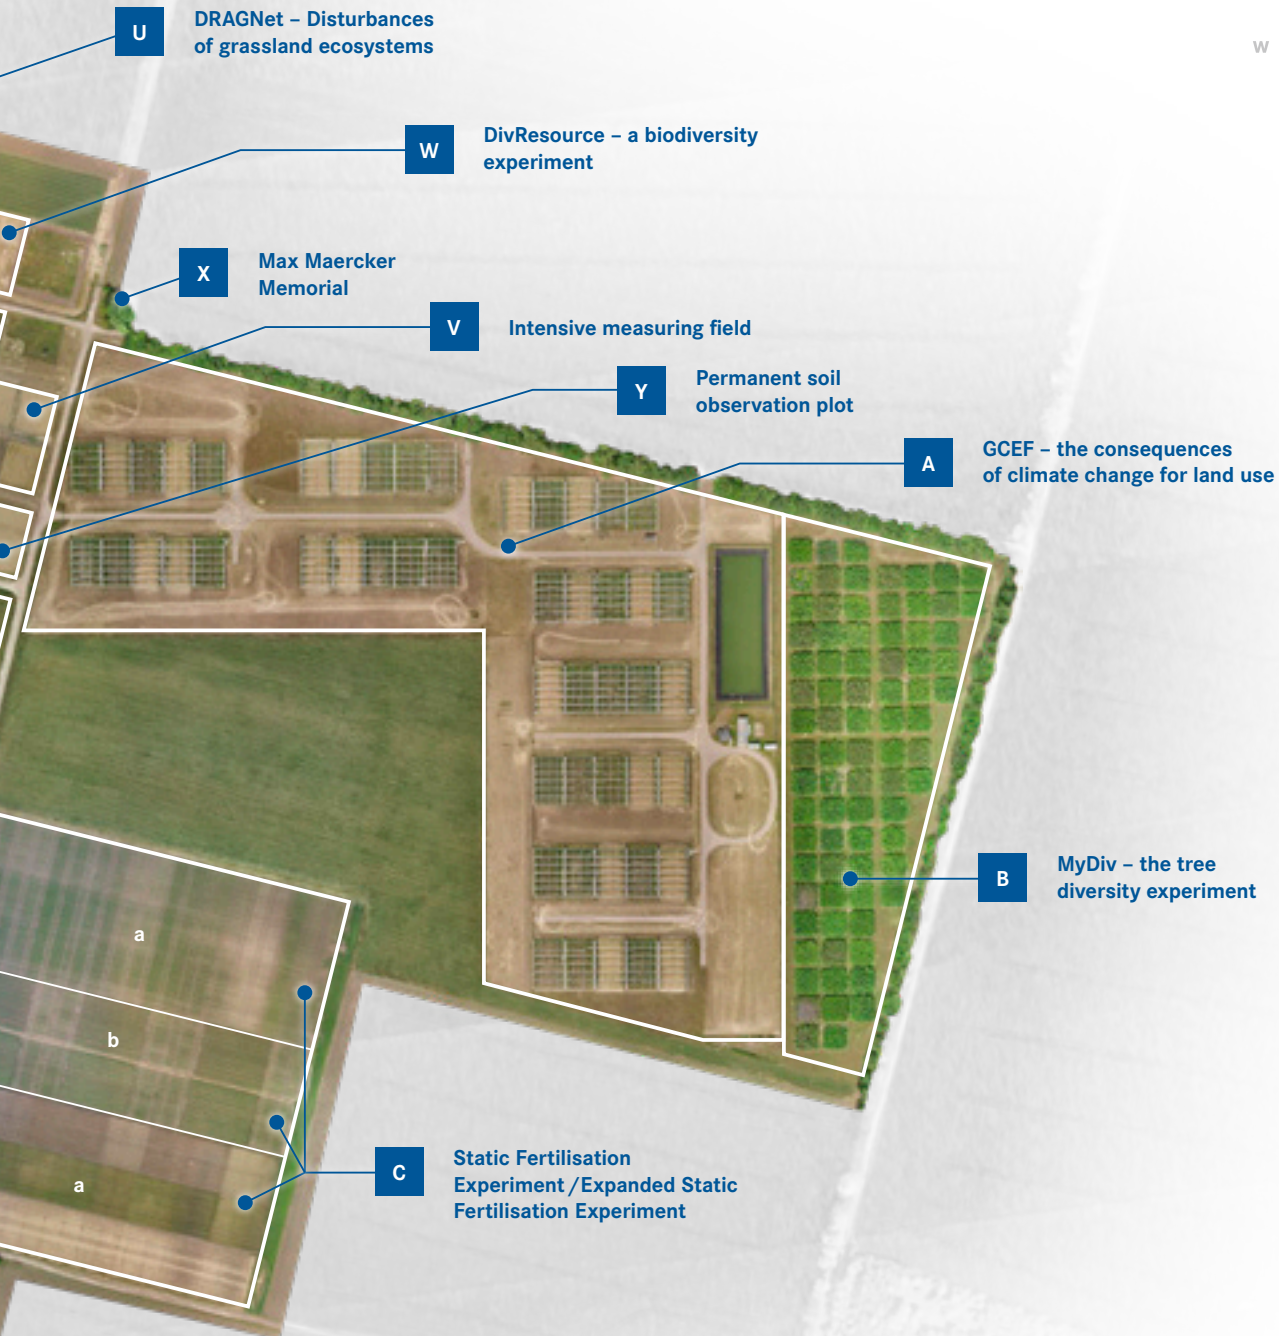 U
DRAGNet – Disturbances
of grassland ecosystems
W
W
DivResource – a biodiversity
experiment
X
Max Maercker
Memorial
V
Intensive measuring field
Y
Permanent soil
observation plot
A
GCEF – the consequences
of climate change for land use
B
MyDiv – the tree
diversity experiment
a
b
a
C
Static Fertilisation
Experiment / Expanded Static
Fertilisation Experiment